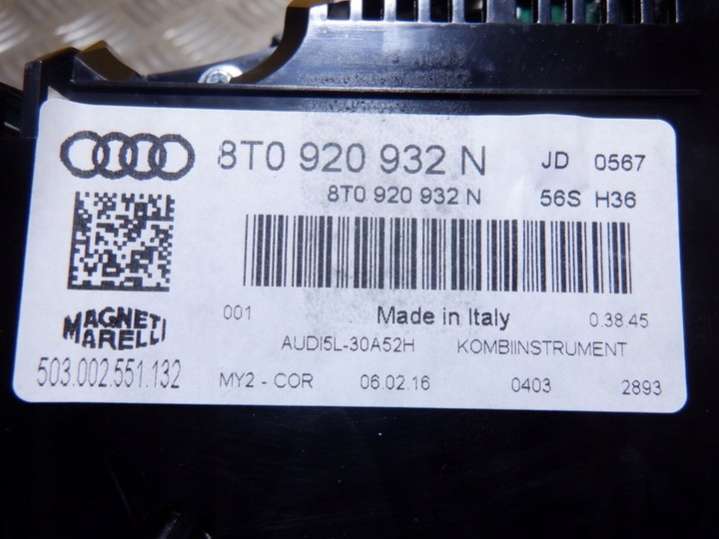 8T0 920 932 N JD 0567
8T0 920 932 N 56S H36
001 Made in Italy 0.38.45
MAGNETI
MARELLI
AUDI5L-30A52H KOMBIINSTRUMENT
503.002.551.132 MY2 - COR 06.02.16 0403 2893